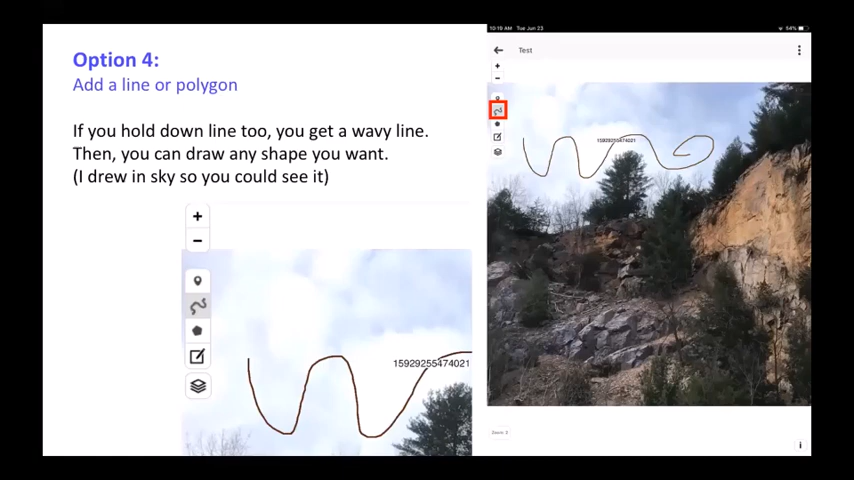 Option 4:
Add a line or polygon
If you hold down line too, you get a wavy line.
Then, you can draw any shape you want.
(I drew in sky so you could see it)
15929255474021
10:19 AM Tue Jun 23
54%
Test
15929255474021
Zoom: 2